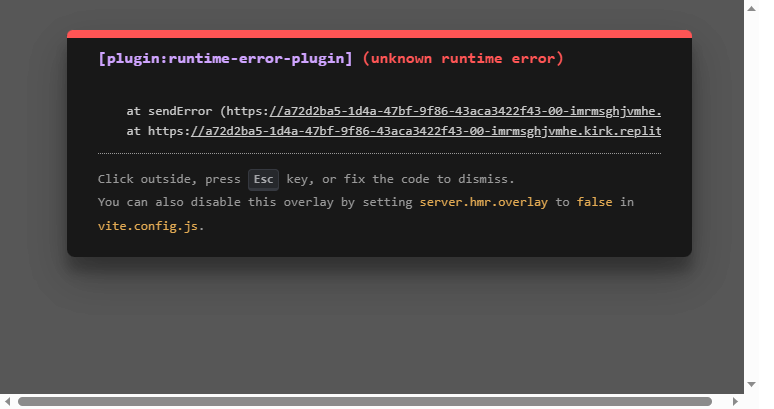 [plugin:runtime-error-plugin] (unknown runtime error)
at sendError (https://a72d2ba5-1d4a-47bf-9f86-43aca3422f43-00-imrmsghjvmhe.
at https://a72d2ba5-1d4a-47bf-9f86-43aca3422f43-00-imrmsghjvmhe.kirk.replit
Click outside, press Esc key, or fix the code to dismiss.
You can also disable this overlay by setting server.hmr.overlay to false in
vite.config.js.